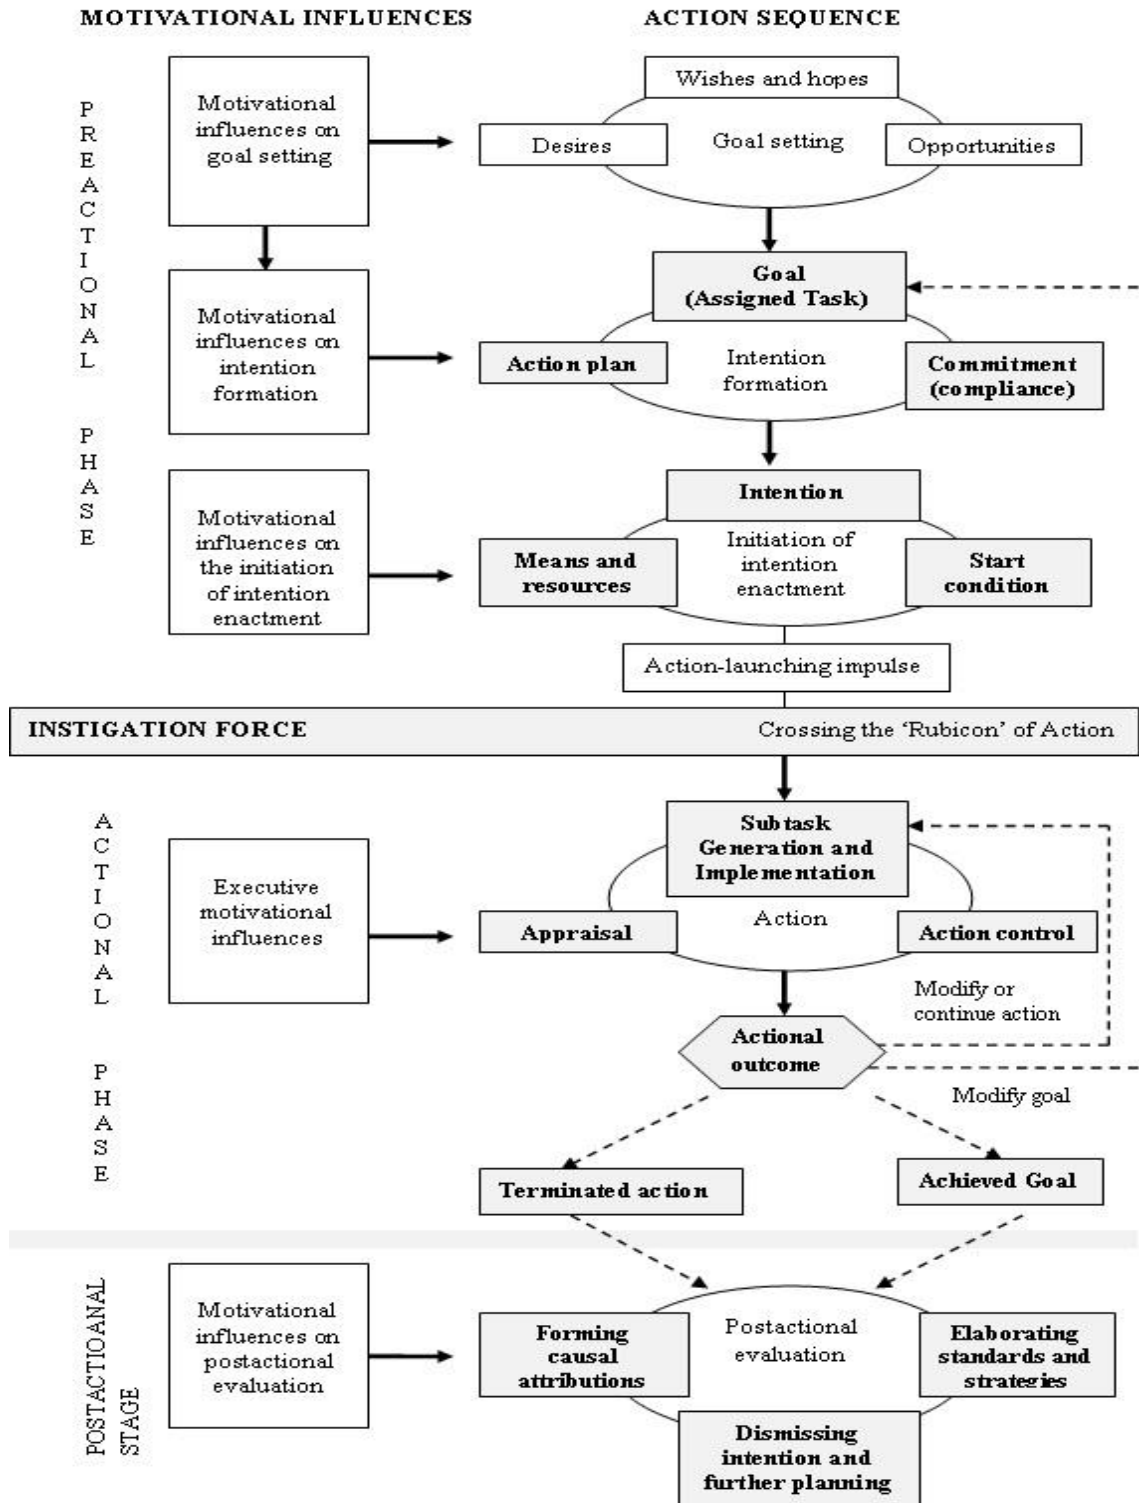 MOTIVATIONAL INFLUENCES
ACTION SEQUENCE
PREACTIONAL PHASE
Motivational
influences on
goal setting
Wishes and hopes
Desires
Goal setting
Opportunities
Motivational
influences on
intention
formation
Goal
(Assigned Task)
Action plan
Intention
formation
Commitment
(compliance)
Motivational
influences on
the initiation
of intention
enactment
Intention
Means and
resources
Initiation of
intention
enactment
Start
condition
Action-launching impulse
INSTIGATION FORCE
Crossing the ‘Rubicon’ of Action
ACTIONAL PHASE
Executive
motivational
influences
Subtask
Generation and
Implementation
Appraisal
Action
Action control
Modify or
continue action
Actional
outcome
Modify goal
Terminated action
Achieved Goal
POSTACTIOANAL
STAGE
Motivational
influences on
postactional
evaluation
Forming
causal
attributions
Postactional
evaluation
Elaborating
standards and
strategies
Dismissing
intention and
further planning